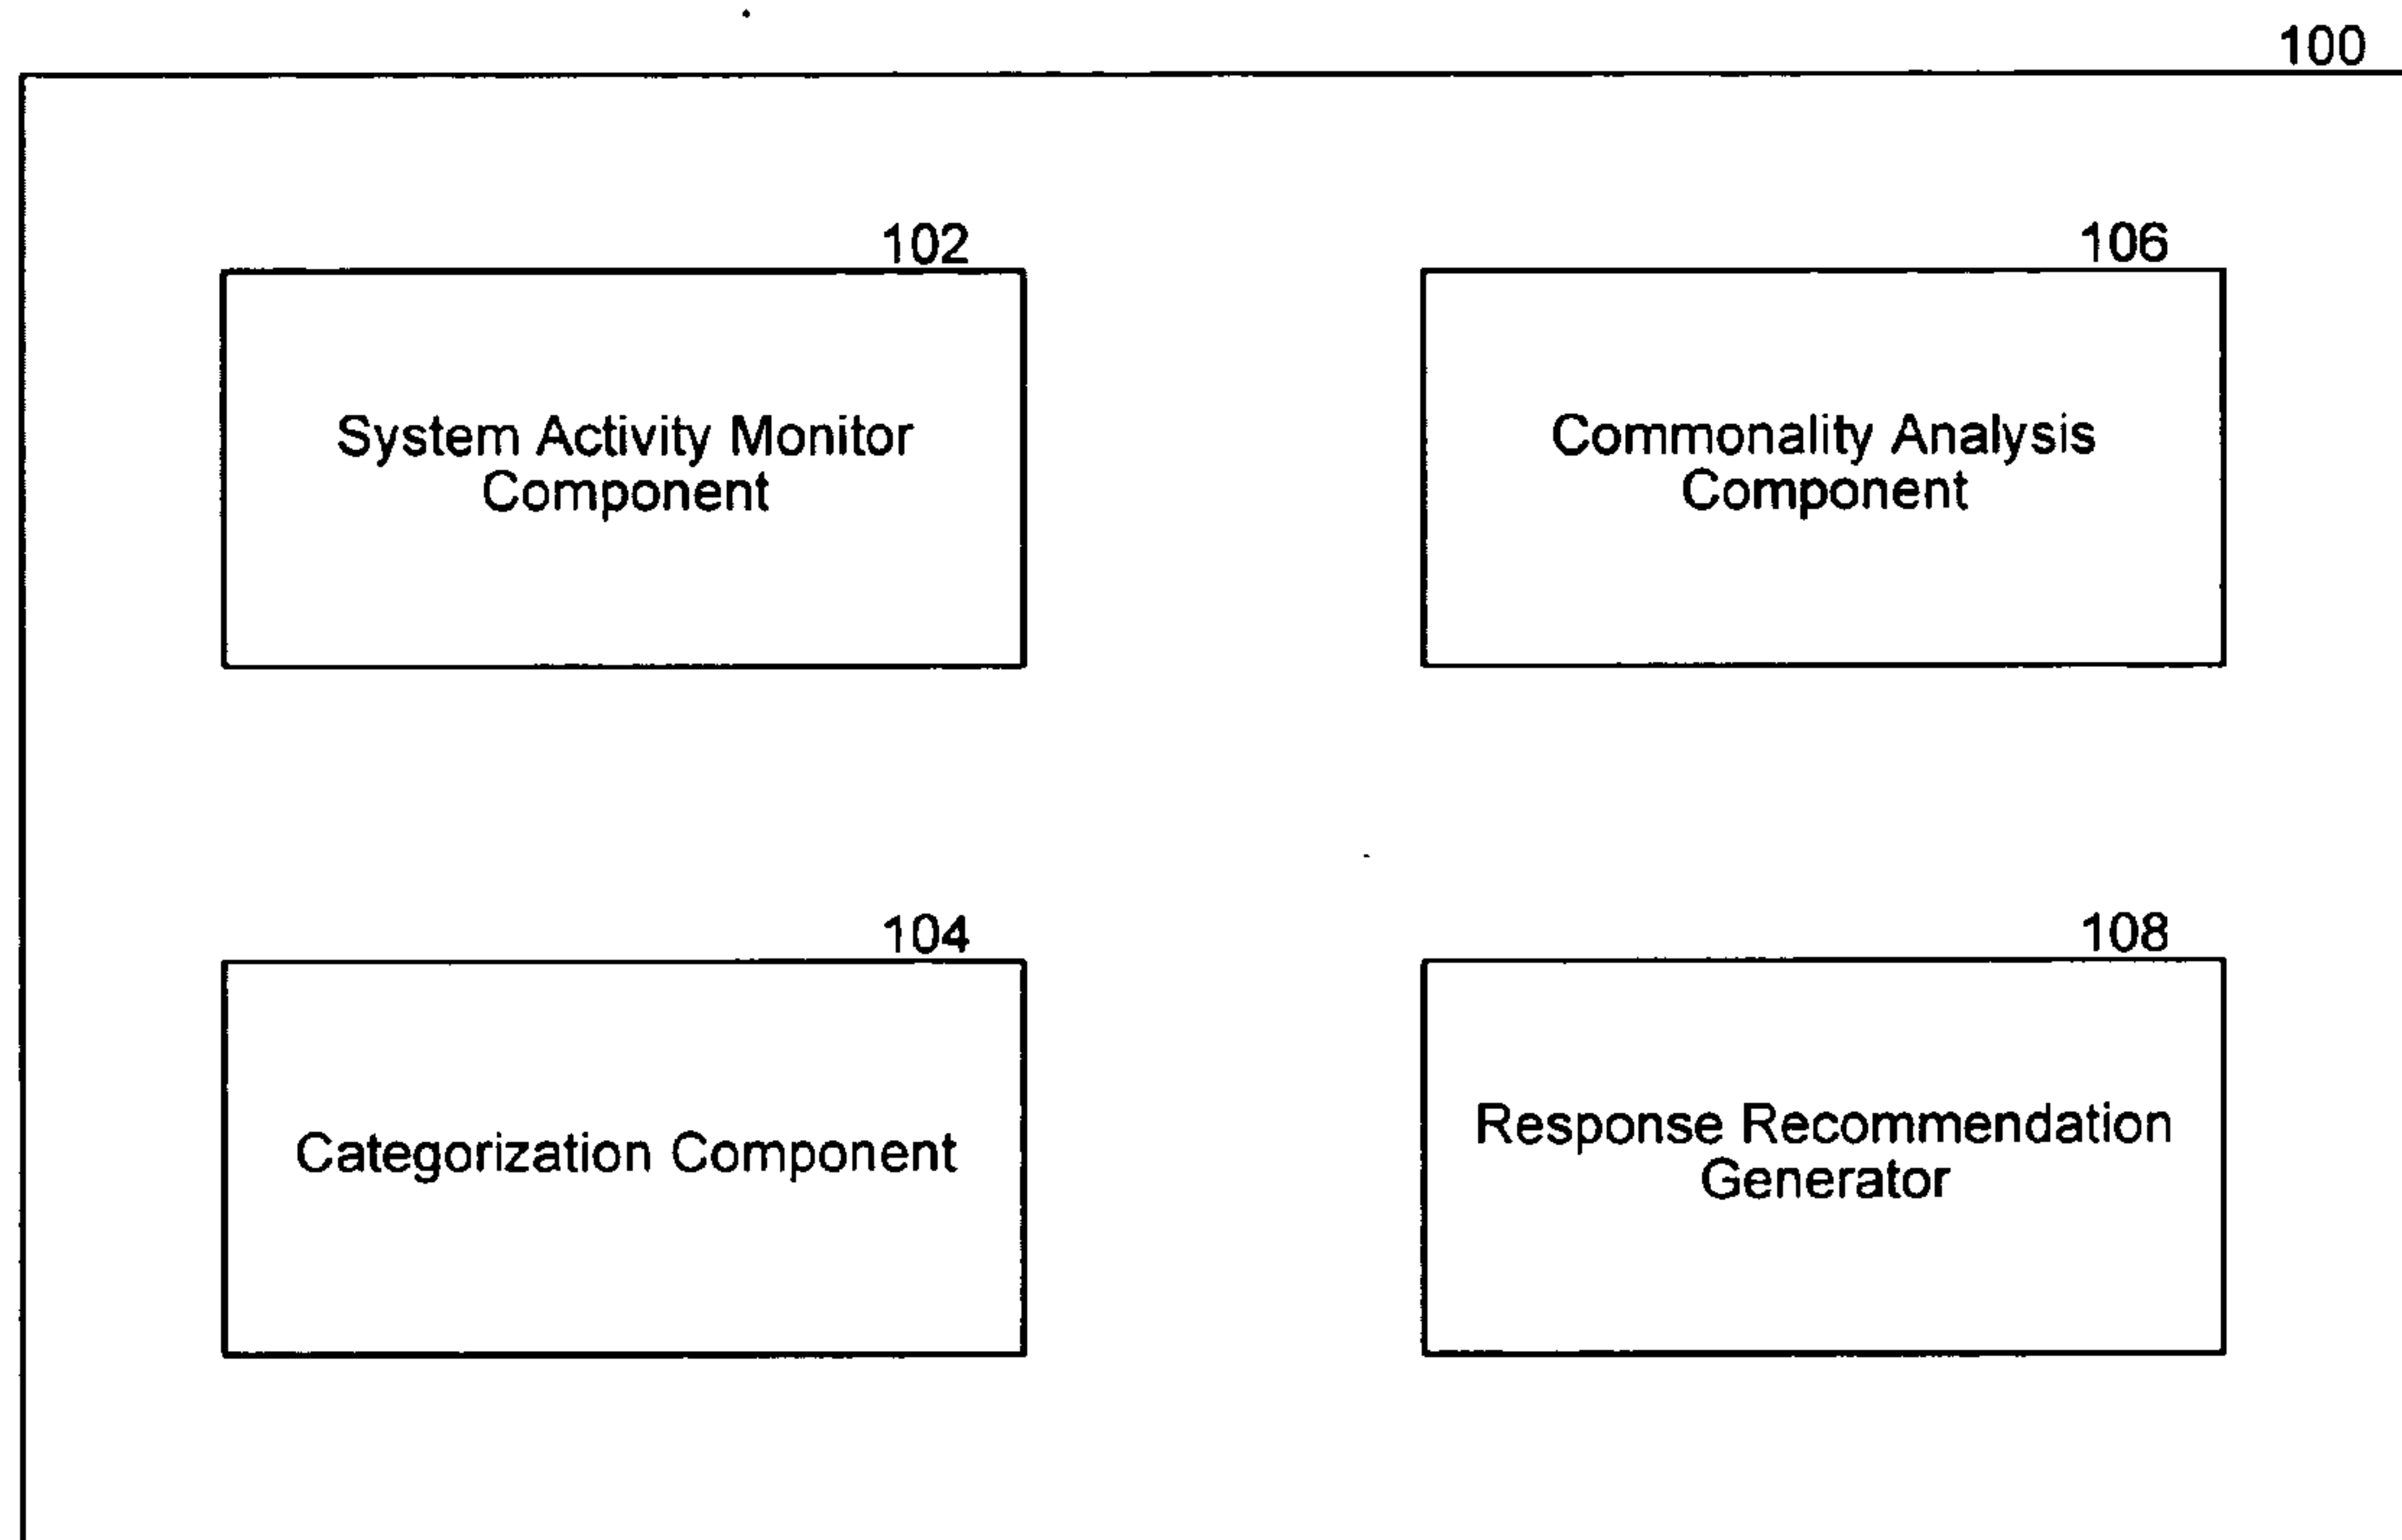 100
102
System Activity Monitor
Component
106
Commonality Analysis
Component
104
Categorization Component
108
Response Recommendation
Generator